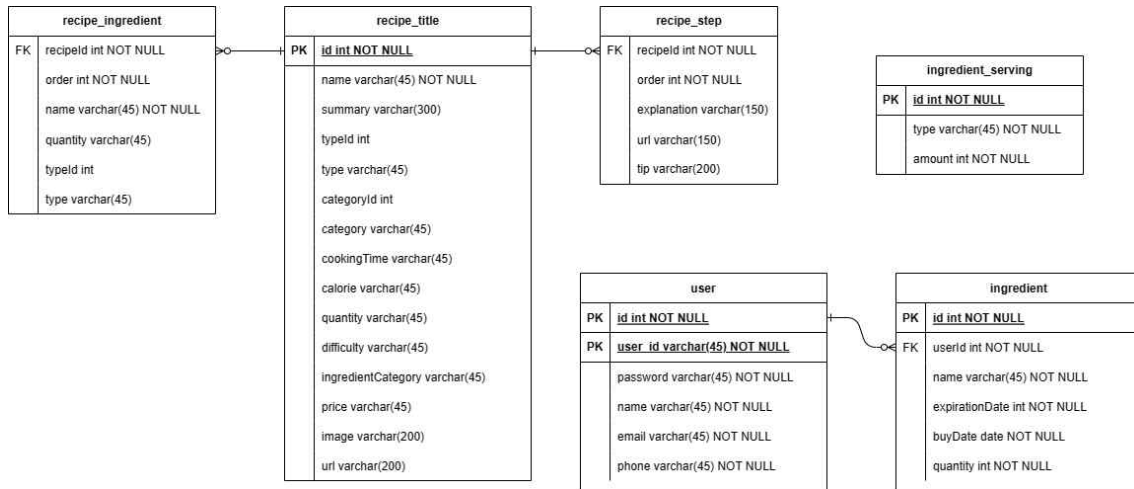 recipe_ingredient
FK recipeId int NOT NULL
order int NOT NULL
name varchar(45) NOT NULL
quantity varchar(45)
typeId int
type varchar(45)
recipe_title
PK id int NOT NULL
name varchar(45) NOT NULL
summary varchar(300)
typeId int
type varchar(45)
categoryId int
category varchar(45)
cookingTime varchar(45)
calorie varchar(45)
quantity varchar(45)
difficulty varchar(45)
ingredientCategory varchar(45)
price varchar(45)
image varchar(200)
url varchar(200)
recipe_step
FK recipeId int NOT NULL
order int NOT NULL
explanation varchar(150)
url varchar(150)
tip varchar(200)
ingredient_serving
PK id int NOT NULL
type varchar(45) NOT NULL
amount int NOT NULL
user
PK id int NOT NULL
PK user_id varchar(45) NOT NULL
password varchar(45) NOT NULL
name varchar(45) NOT NULL
email varchar(45) NOT NULL
phone varchar(45) NOT NULL
ingredient
PK id int NOT NULL
FK userId int NOT NULL
name varchar(45) NOT NULL
expirationDate int NOT NULL
buyDate date NOT NULL
quantity int NOT NULL